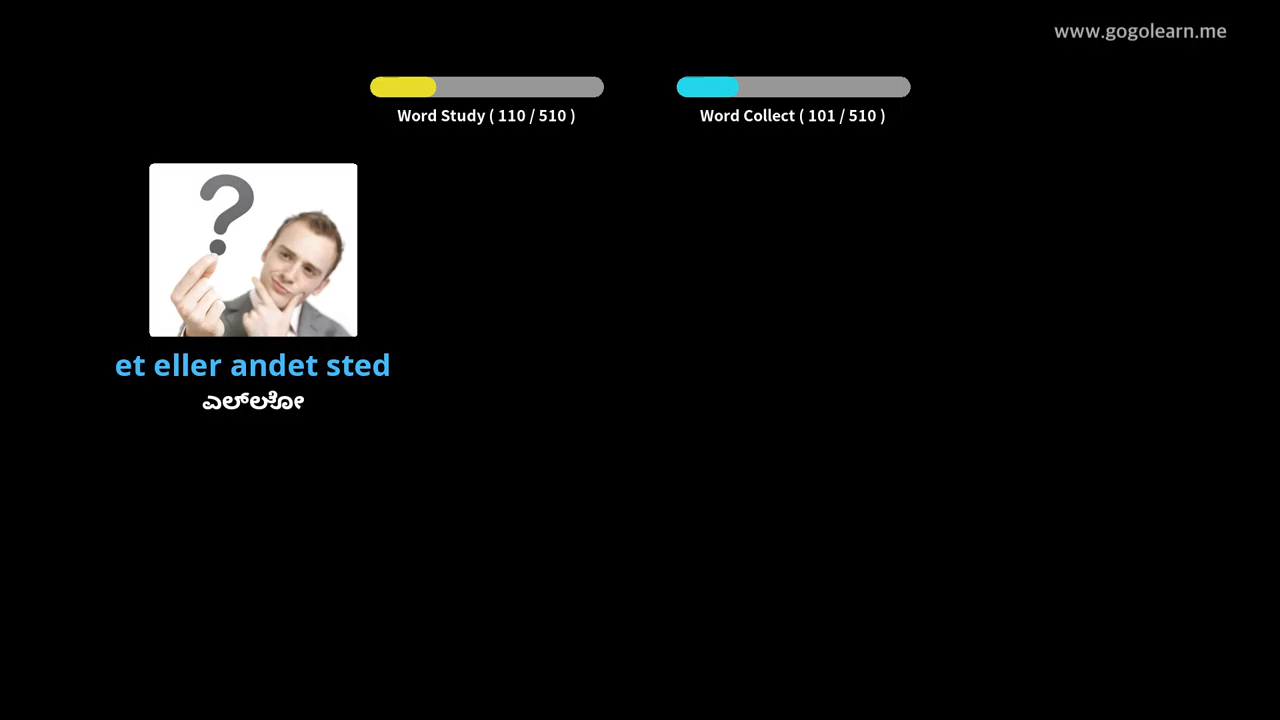 www.gogolearn.me
Word Study ( 110 / 510 )
Word Collect ( 101 / 510 )
et eller andet sted
ಎಲ್ಲೋ